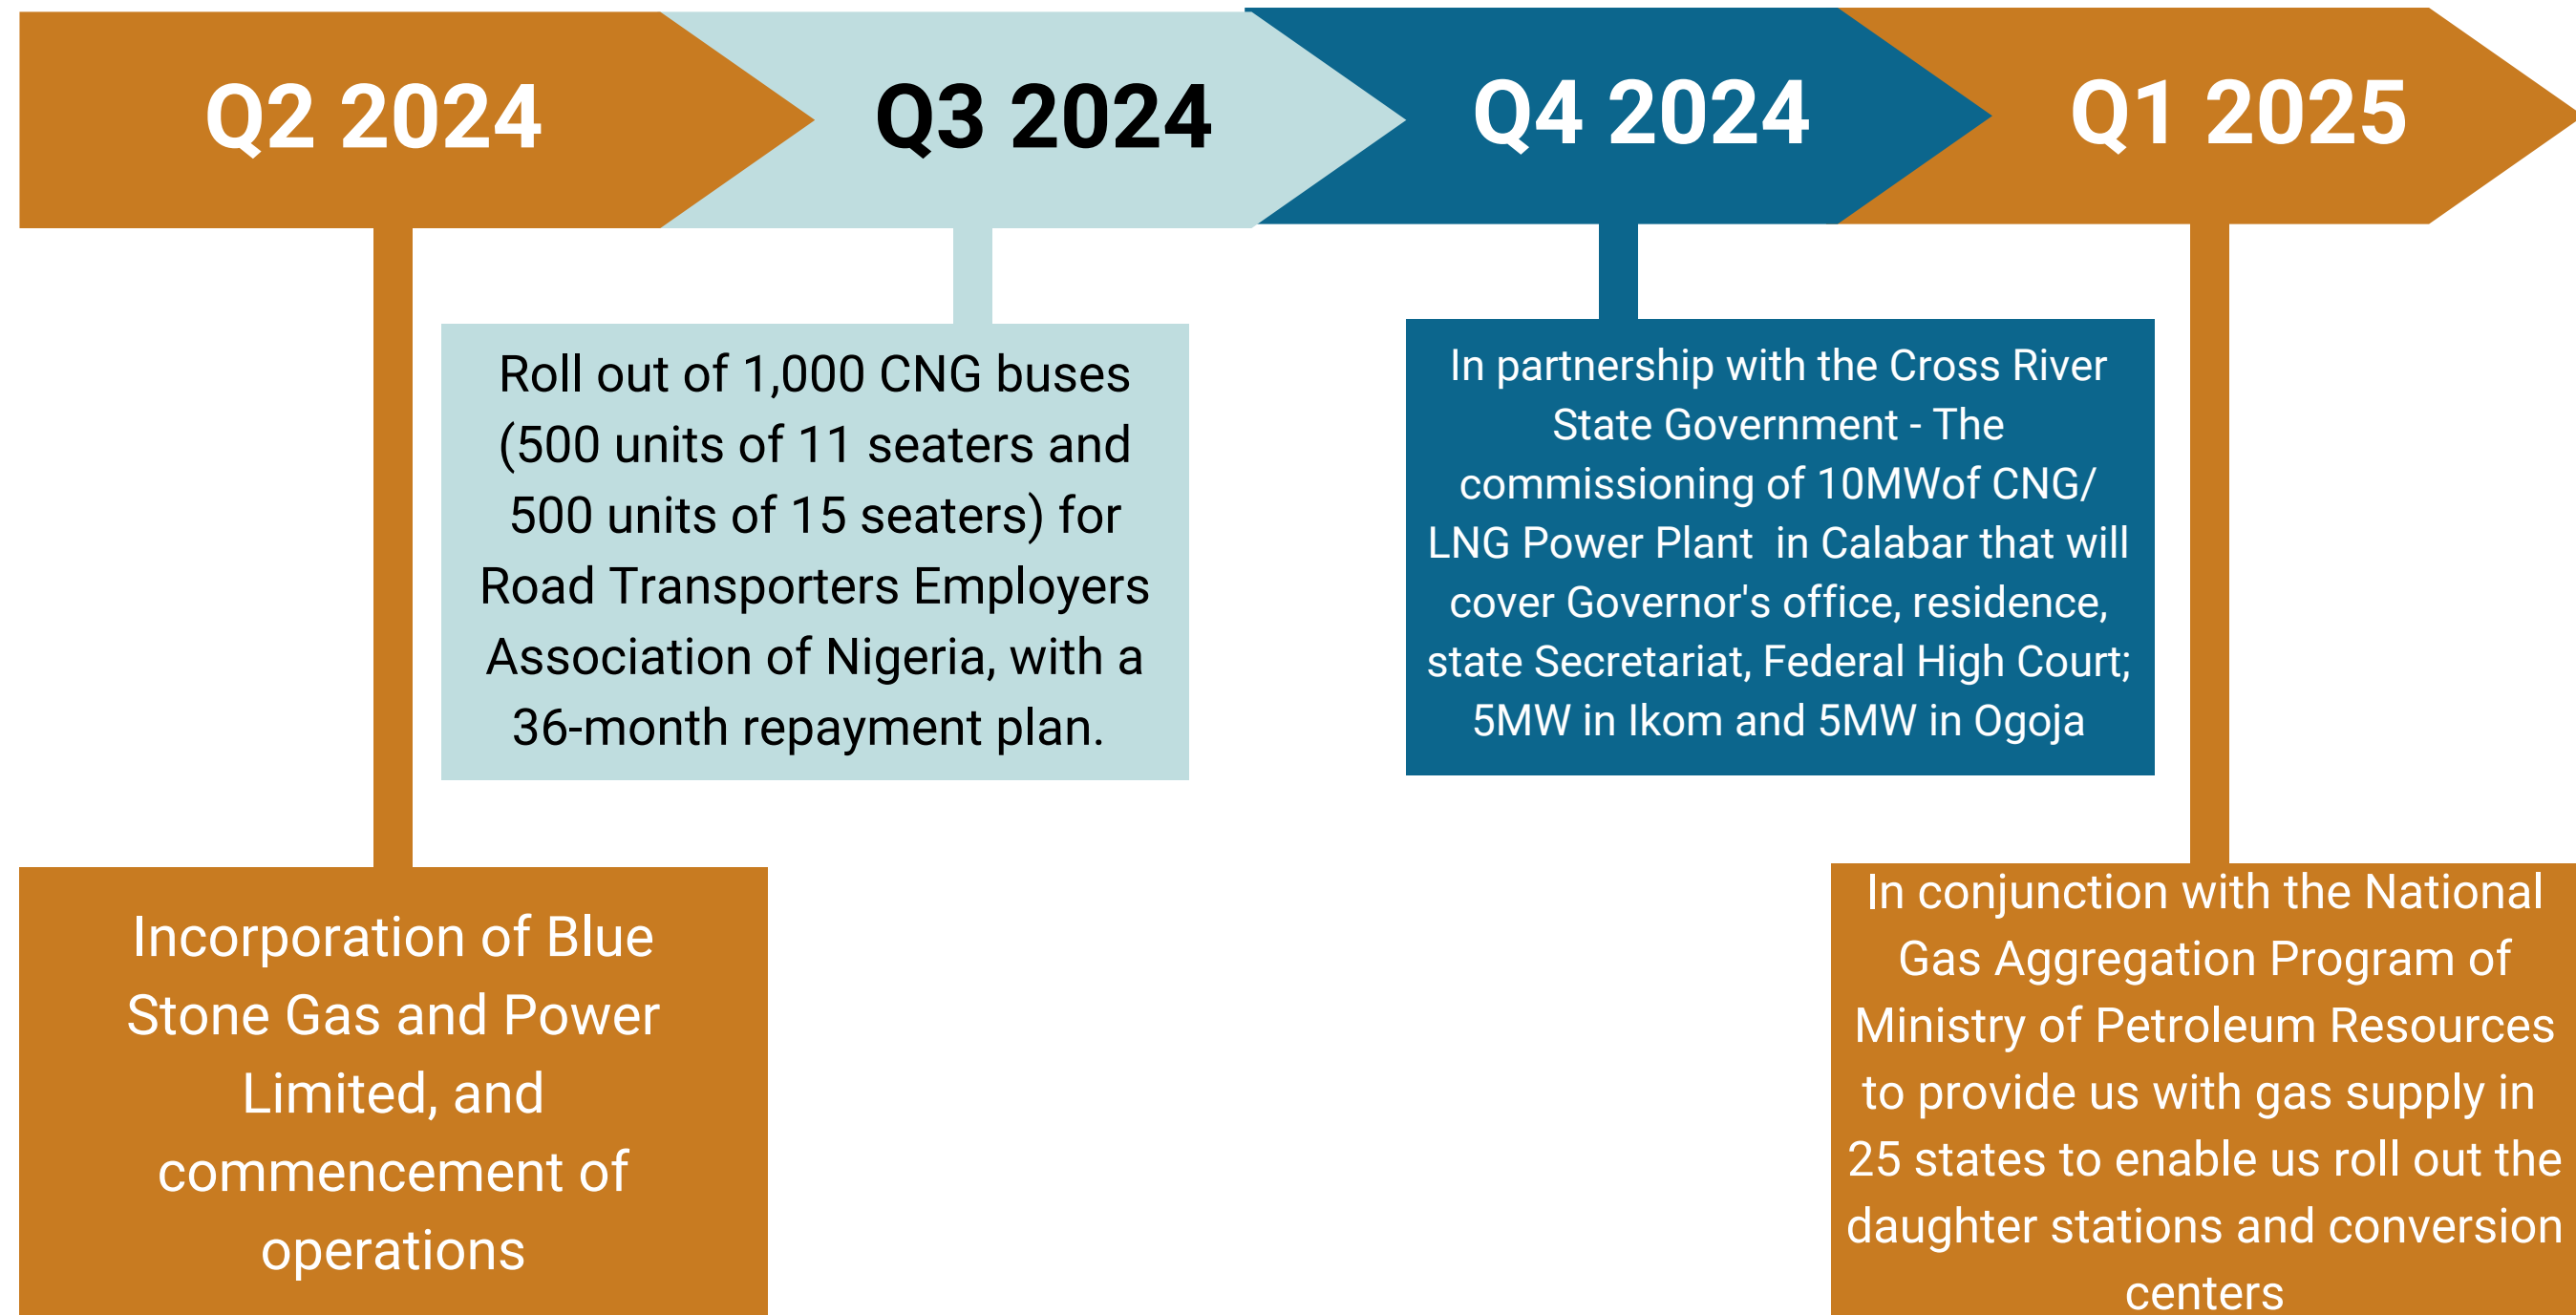 Q2 2024
Q3 2024
Q4 2024
Q1 2025
Roll out of 1,000 CNG buses
(500 units of 11 seaters and
500 units of 15 seaters) for
Road Transporters Employers
Association of Nigeria, with a
36-month repayment plan.
In partnership with the Cross River
State Government - The
commissioning of 10MWof CNG/
LNG Power Plant  in Calabar that will
cover Governor's office, residence,
state Secretariat, Federal High Court;
5MW in Ikom and 5MW in Ogoja
Incorporation of Blue
Stone Gas and Power
Limited, and
commencement of
operations
In conjunction with the National
Gas Aggregation Program of
Ministry of Petroleum Resources
to provide us with gas supply in
25 states to enable us roll out the
daughter stations and conversion
centers